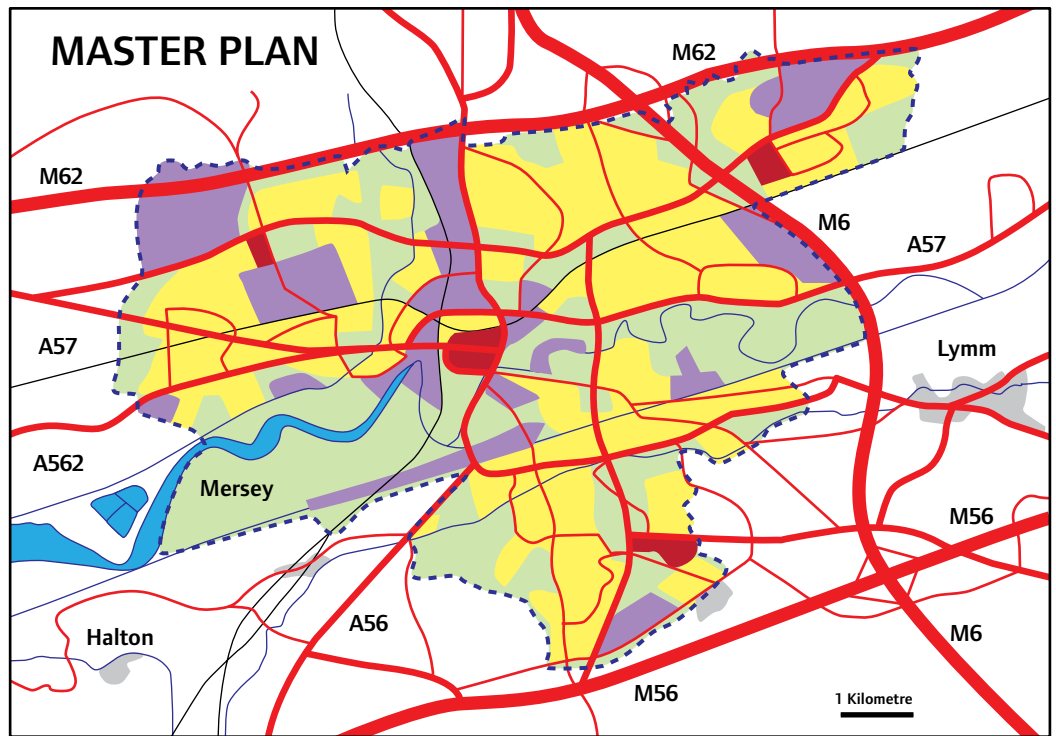 MASTER PLAN
M62
M62
M6
A57
A57
Lymm
A562
Mersey
M56
A56
Halton
M6
M56
1 Kilometre